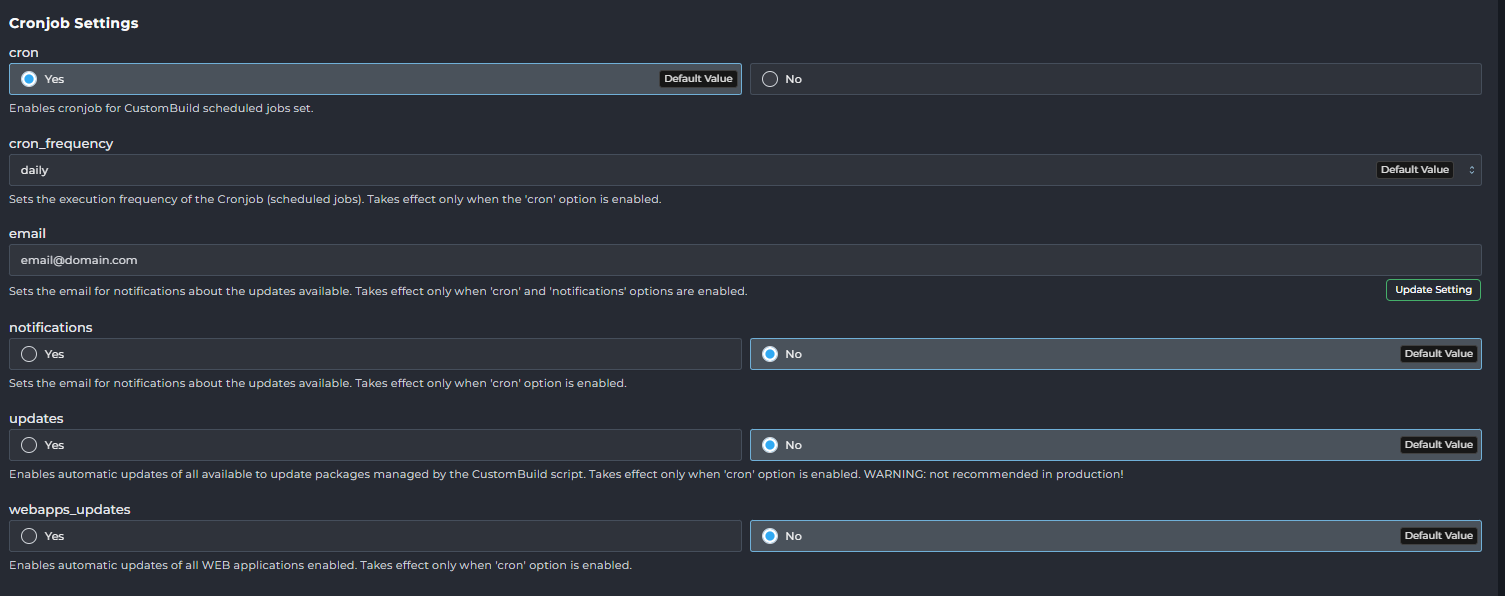 Cronjob Settings
cron
Yes Default Value No
Enables cronjob for CustomBuild scheduled jobs set.
cron_frequency
daily Default Value
Sets the execution frequency of the Cronjob (scheduled jobs). Takes effect only when the 'cron' option is enabled.
email
email@domain.com
Sets the email for notifications about the updates available. Takes effect only when 'cron' and 'notifications' options are enabled. Update Setting
notifications
Yes No Default Value
Sets the email for notifications about the updates available. Takes effect only when 'cron' option is enabled.
updates
Yes No Default Value
Enables automatic updates of all available to update packages managed by the CustomBuild script. Takes effect only when 'cron' option is enabled. WARNING: not recommended in production!
webapps_updates
Yes No Default Value
Enables automatic updates of all WEB applications enabled. Takes effect only when 'cron' option is enabled.